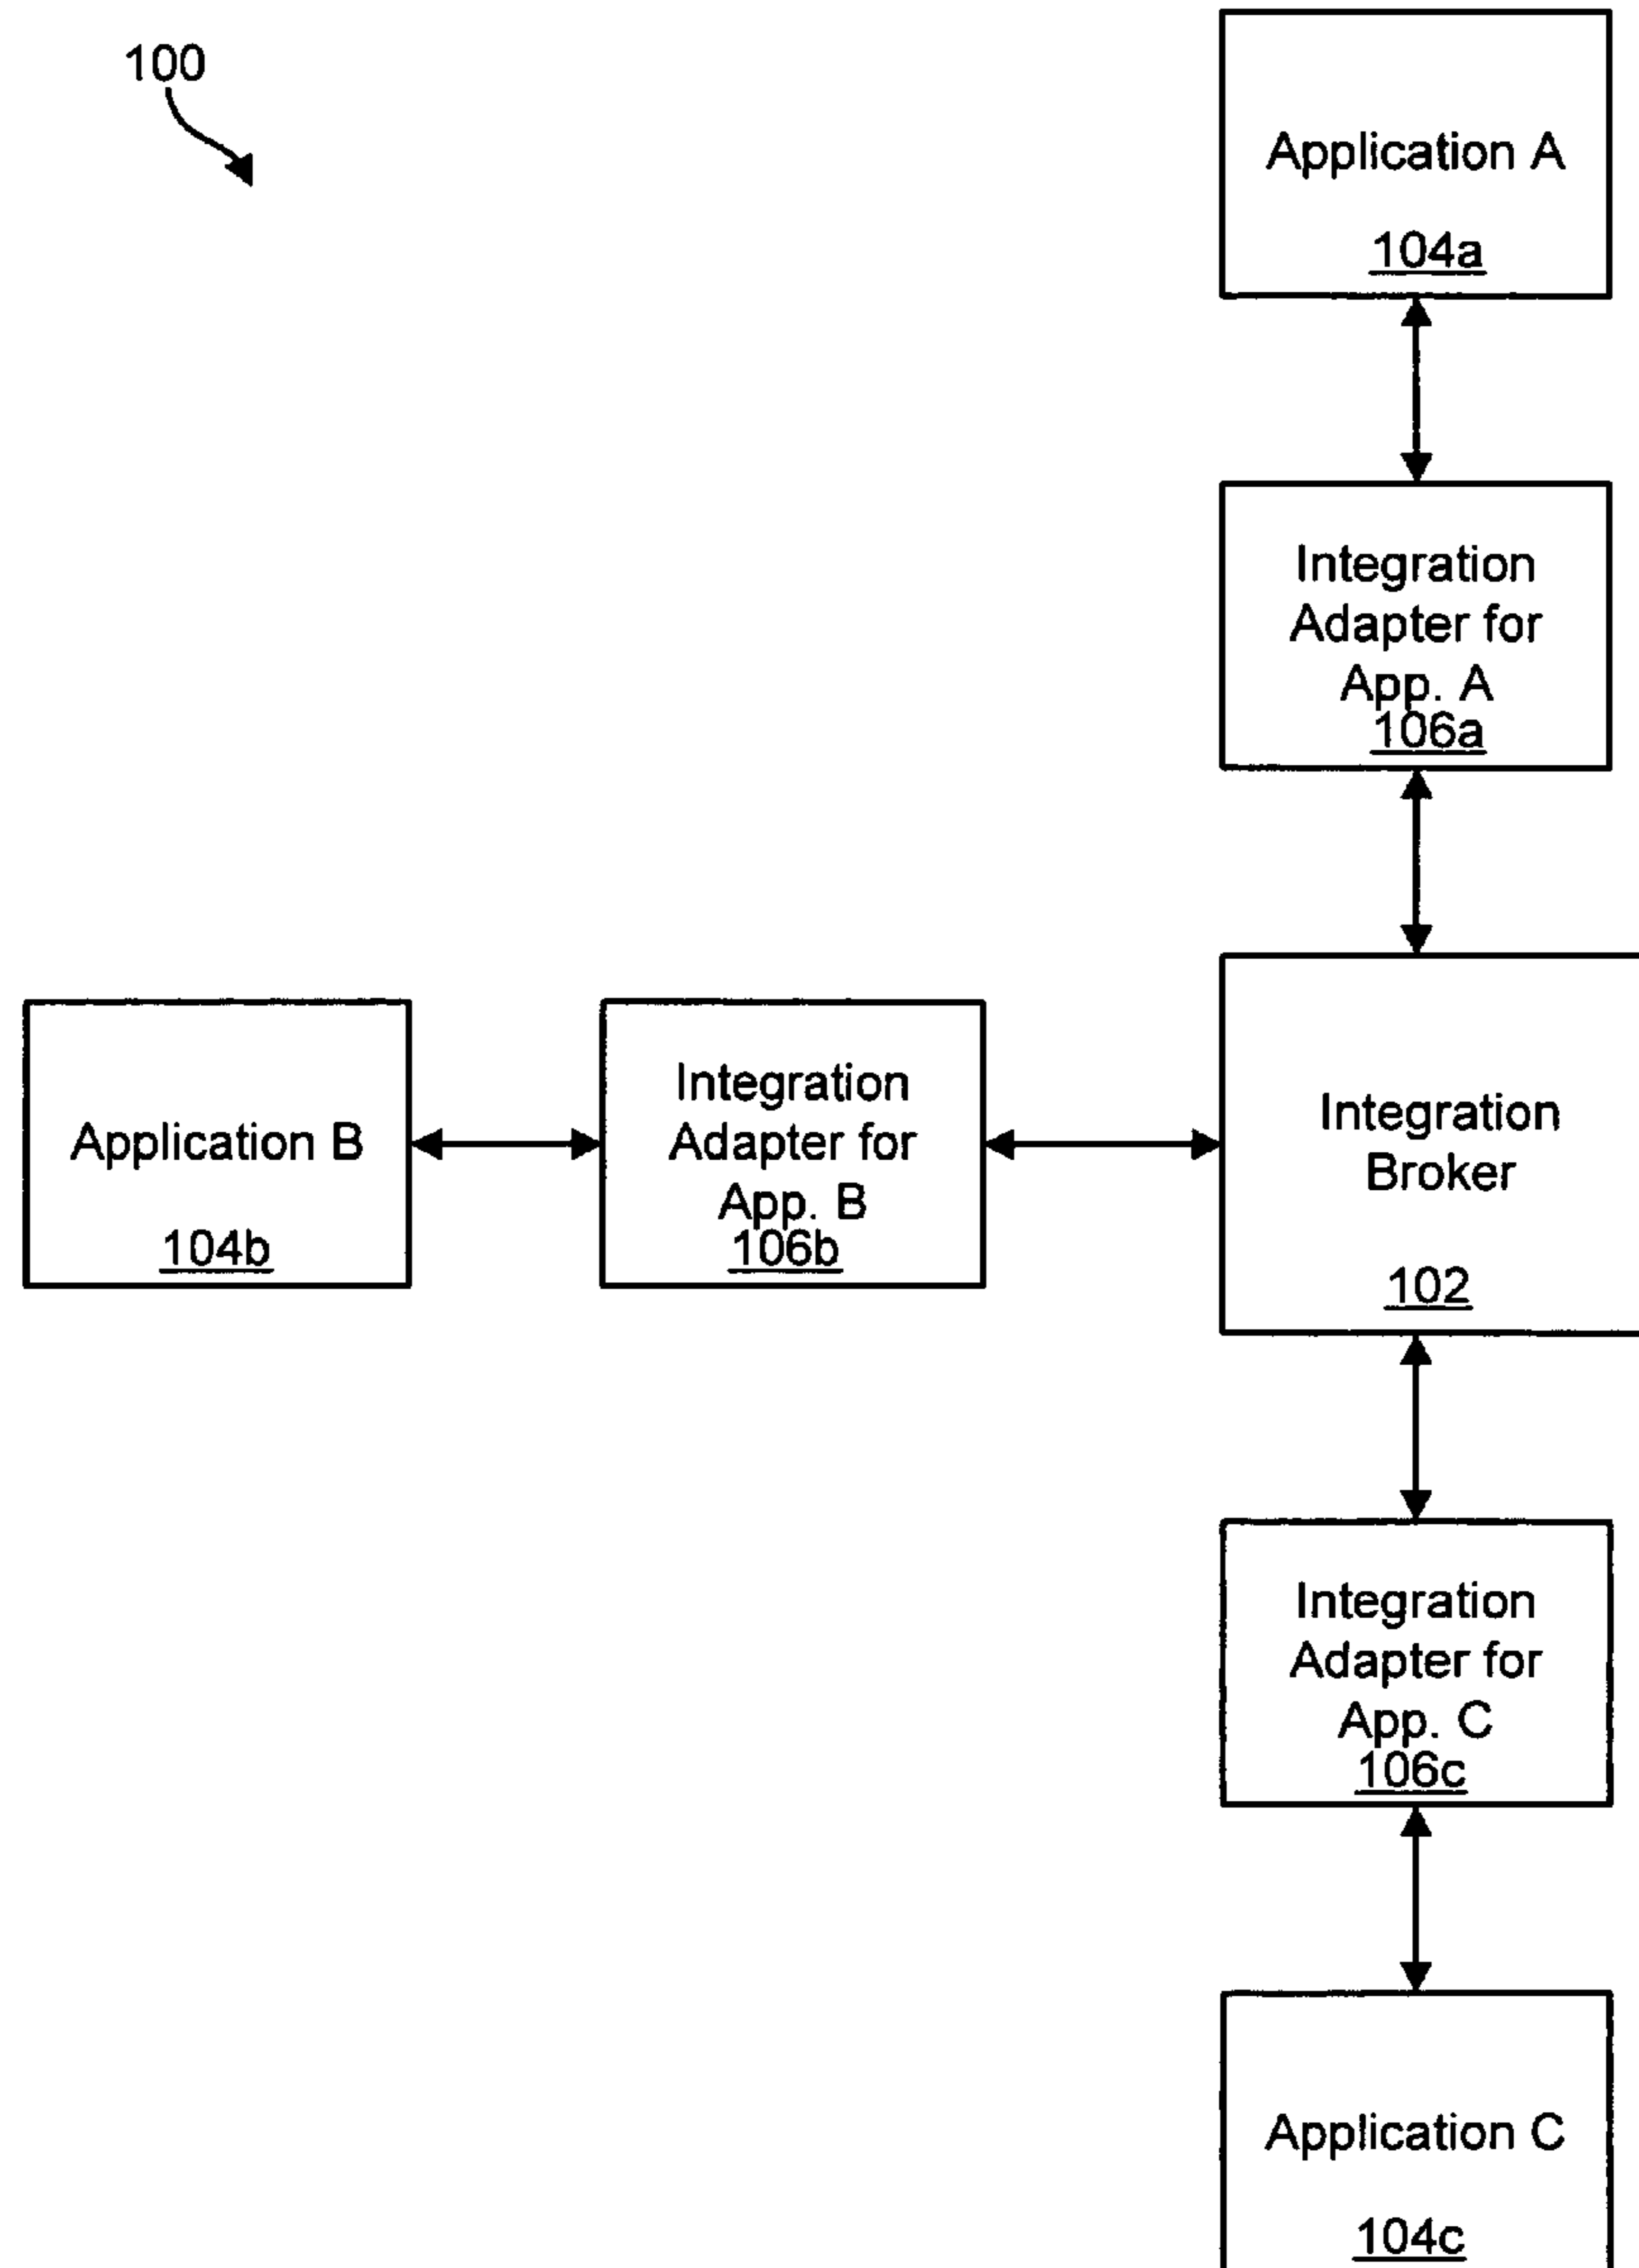 100
Application A
104a
Integration
Adapter for
App. A
106a
Application B
104b
Integration
Adapter for
App. B
106b
Integration
Broker
102
Integration
Adapter for
App. C
106c
Application C
104c